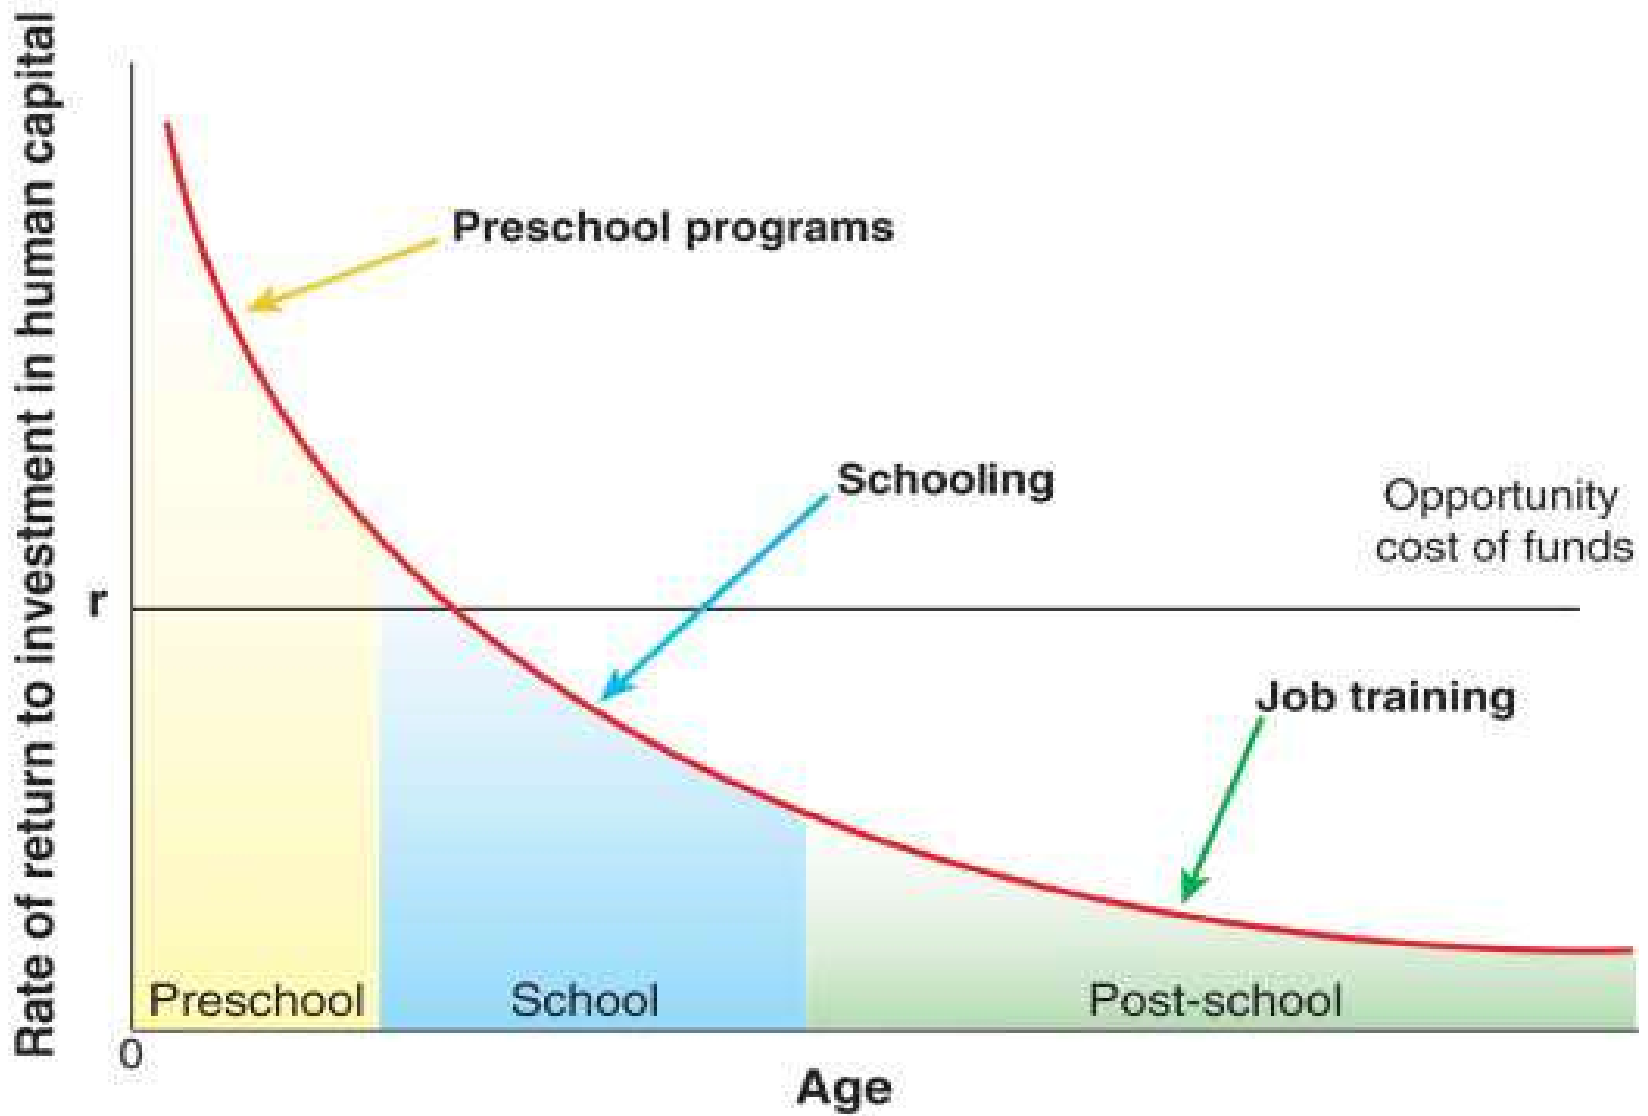 Rate of return to investment in human capital
Preschool programs
Schooling
Opportunity
cost of funds
r
Job training
Preschool
School
Post-school
0
Age